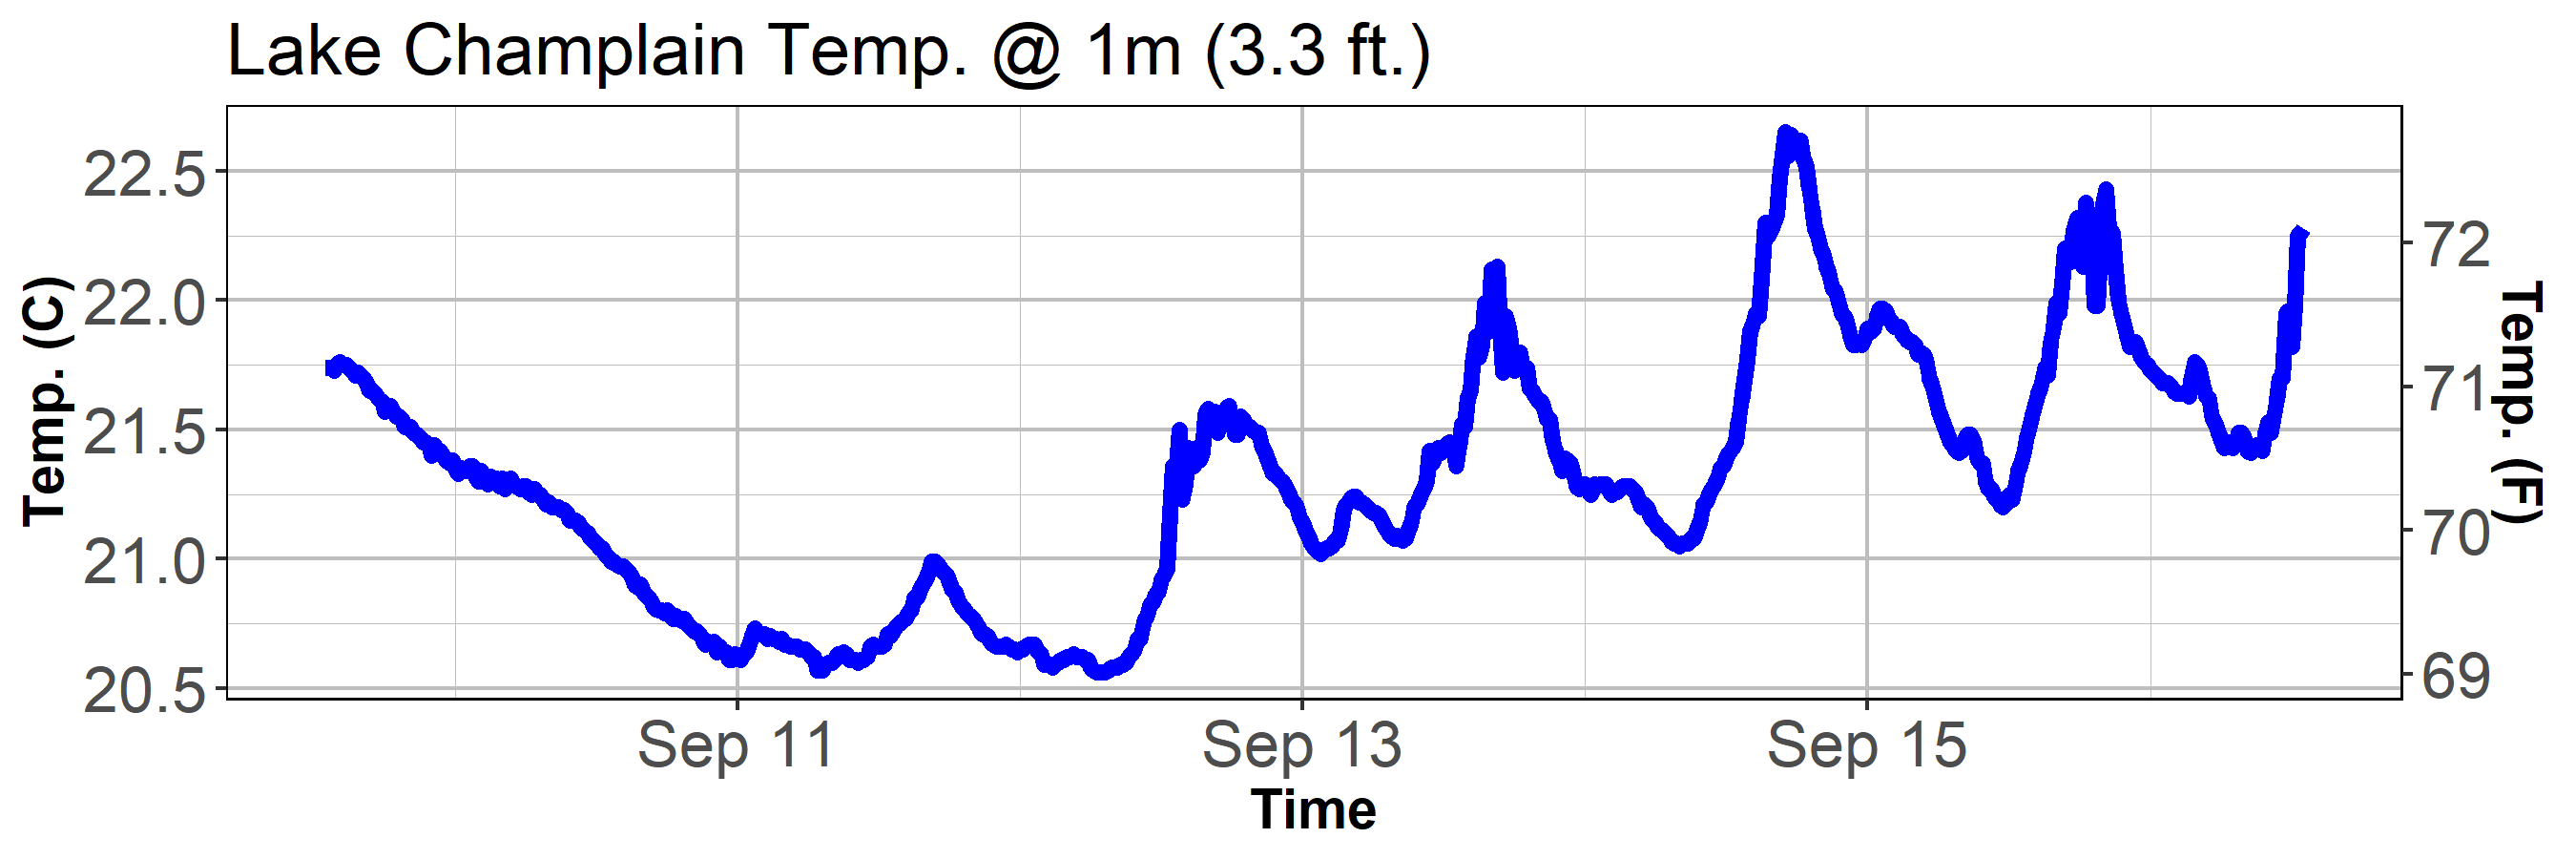 Lake Champlain Temp. @ 1m (3.3 ft.)
Temp. (C)
22.5
22.0
21.5
21.0
20.5
72
71
70
69
Temp. (F)
Sep 11
Sep 13
Sep 15
Time